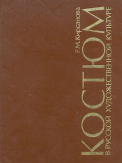 Р.М. Кирсанова
КОСТЮМ
В РУССКОЙ ХУДОЖЕСТВЕННОЙ КУЛЬТУРЕ